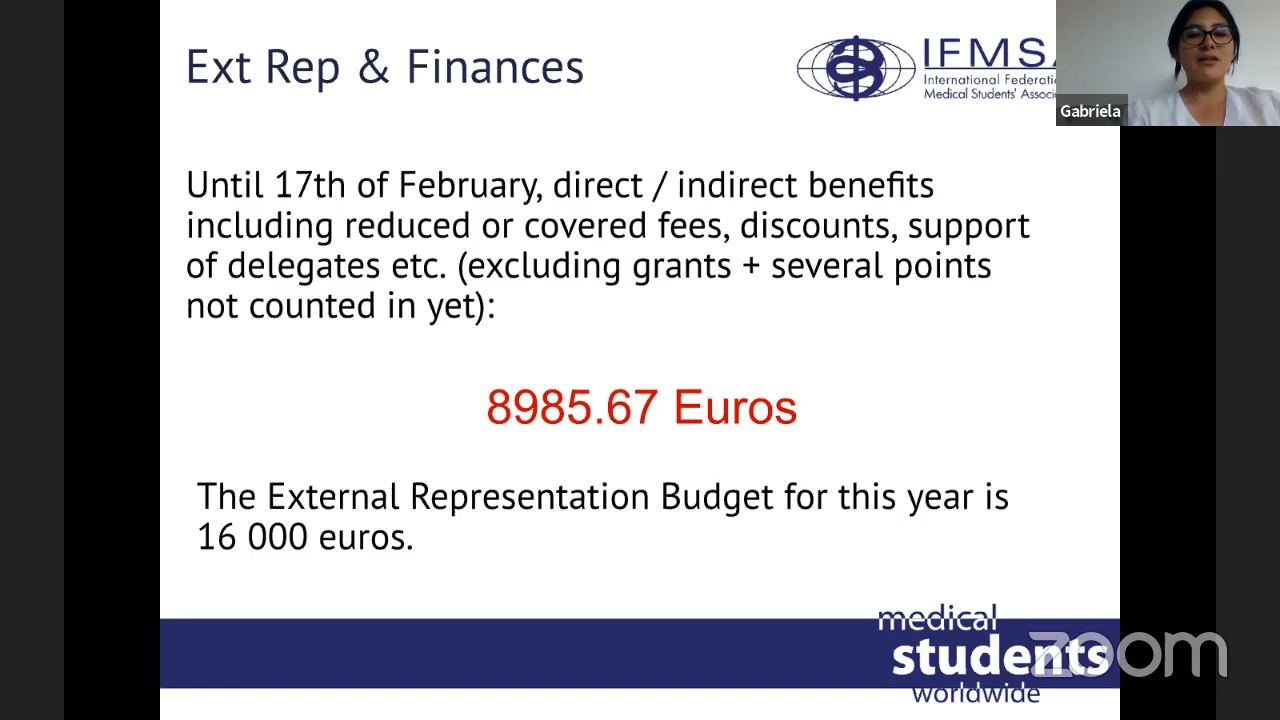 Ext Rep & Finances
IFMSA
International Federati
Medical Students' Associ
Gabriela
Until 17th of February, direct / indirect benefits
including reduced or covered fees, discounts, support
of delegates etc. (excluding grants + several points
not counted in yet):
8985.67 Euros
The External Representation Budget for this year is
16 000 euros.
medical
students
worldwide
zoom